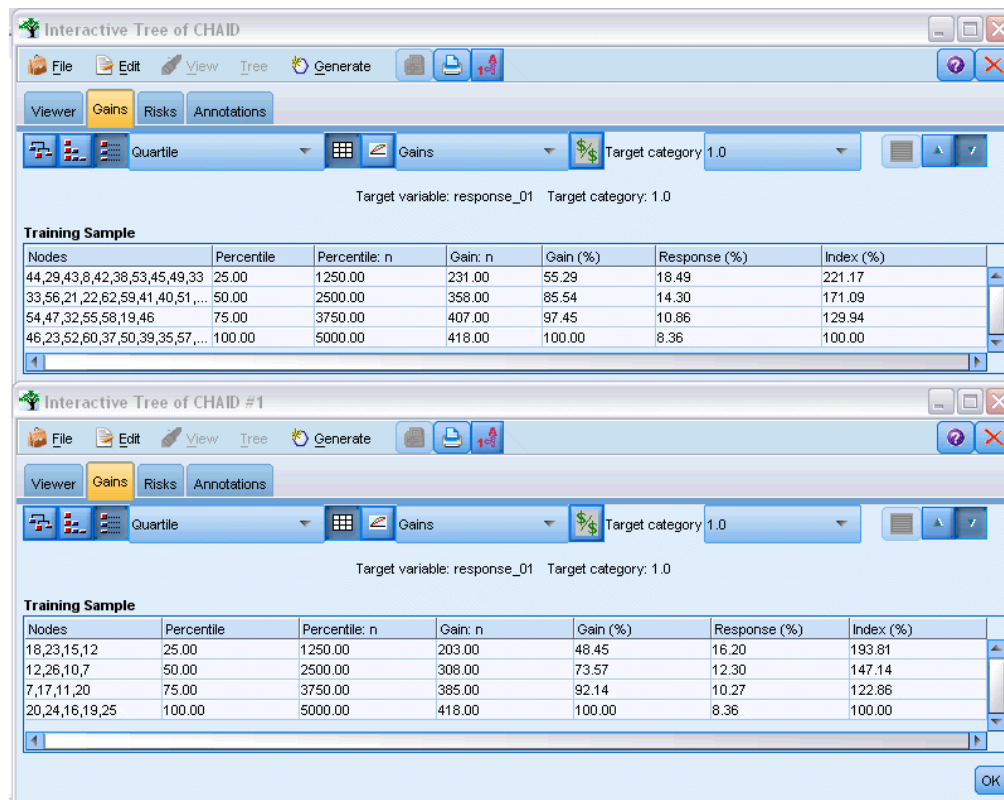 Interactive Tree of CHAID
File Edit View Tree Generate
Viewer Gains Risks Annotations
Quartile Gains Target category 1.0
Target variable: response_01 Target category: 1.0
Training Sample
Nodes Percentile Percentile: n Gain: n Gain (%) Response (%) Index (%)
44,29,43,8,42,38,53,45,49,33 25.00 1250.00 231.00 55.29 18.49 221.17
33,56,21,22,62,59,41,40,51,... 50.00 2500.00 358.00 85.54 14.30 171.09
54,47,32,55,58,19,46 75.00 3750.00 407.00 97.45 10.86 129.94
46,23,52,60,37,50,39,35,57,... 100.00 5000.00 418.00 100.00 8.36 100.00
Interactive Tree of CHAID #1
File Edit View Tree Generate
Viewer Gains Risks Annotations
Quartile Gains Target category 1.0
Target variable: response_01 Target category: 1.0
Training Sample
Nodes Percentile Percentile: n Gain: n Gain (%) Response (%) Index (%)
18,23,15,12 25.00 1250.00 203.00 48.45 16.20 193.81
12,26,10,7 50.00 2500.00 308.00 73.57 12.30 147.14
7,17,11,20 75.00 3750.00 385.00 92.14 10.27 122.86
20,24,16,19,25 100.00 5000.00 418.00 100.00 8.36 100.00
OK